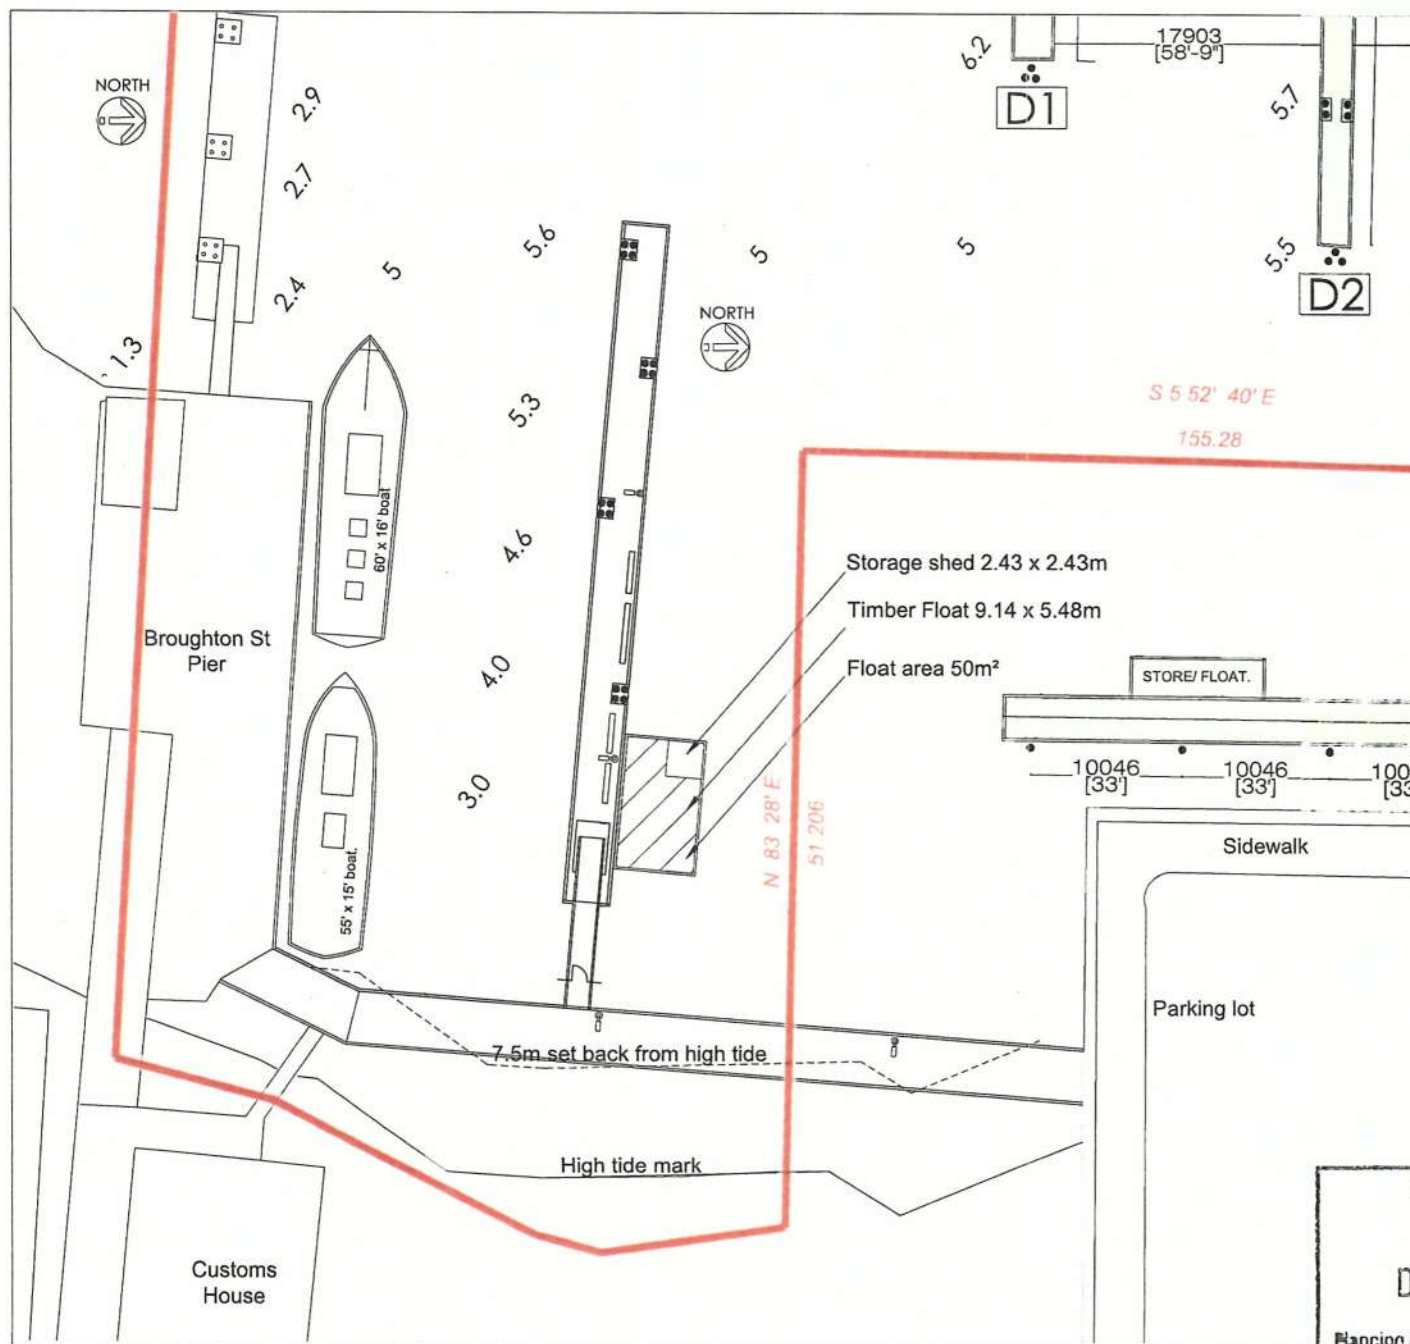 17903
[58'-9"]
6.2
D1
5.7
NORTH
2.9
2.7
5.6
5
5
5
5.5
D2
2.4
NORTH
1.3
S 5 52' 40' E
155.28
5.3
60' x 16' boat
4.6
Storage shed 2.43 x 2.43m
Timber Float 9.14 x 5.48m
Float area 50m²
Broughton St
Pier
4.0
STORE/ FLOAT.
3.0
10046
[33']
10046
[33']
N 83 28' E
51 206
55' x 15' boat.
Sidewalk
Parking lot
7.5m set back from high tide
High tide mark
Customs
House